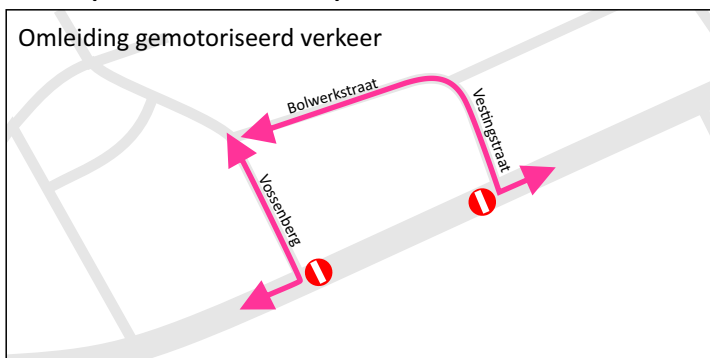 Omleiding gemotoriseerd verkeer
Bolwerkstraat
Vestingstraat
Vossenberg